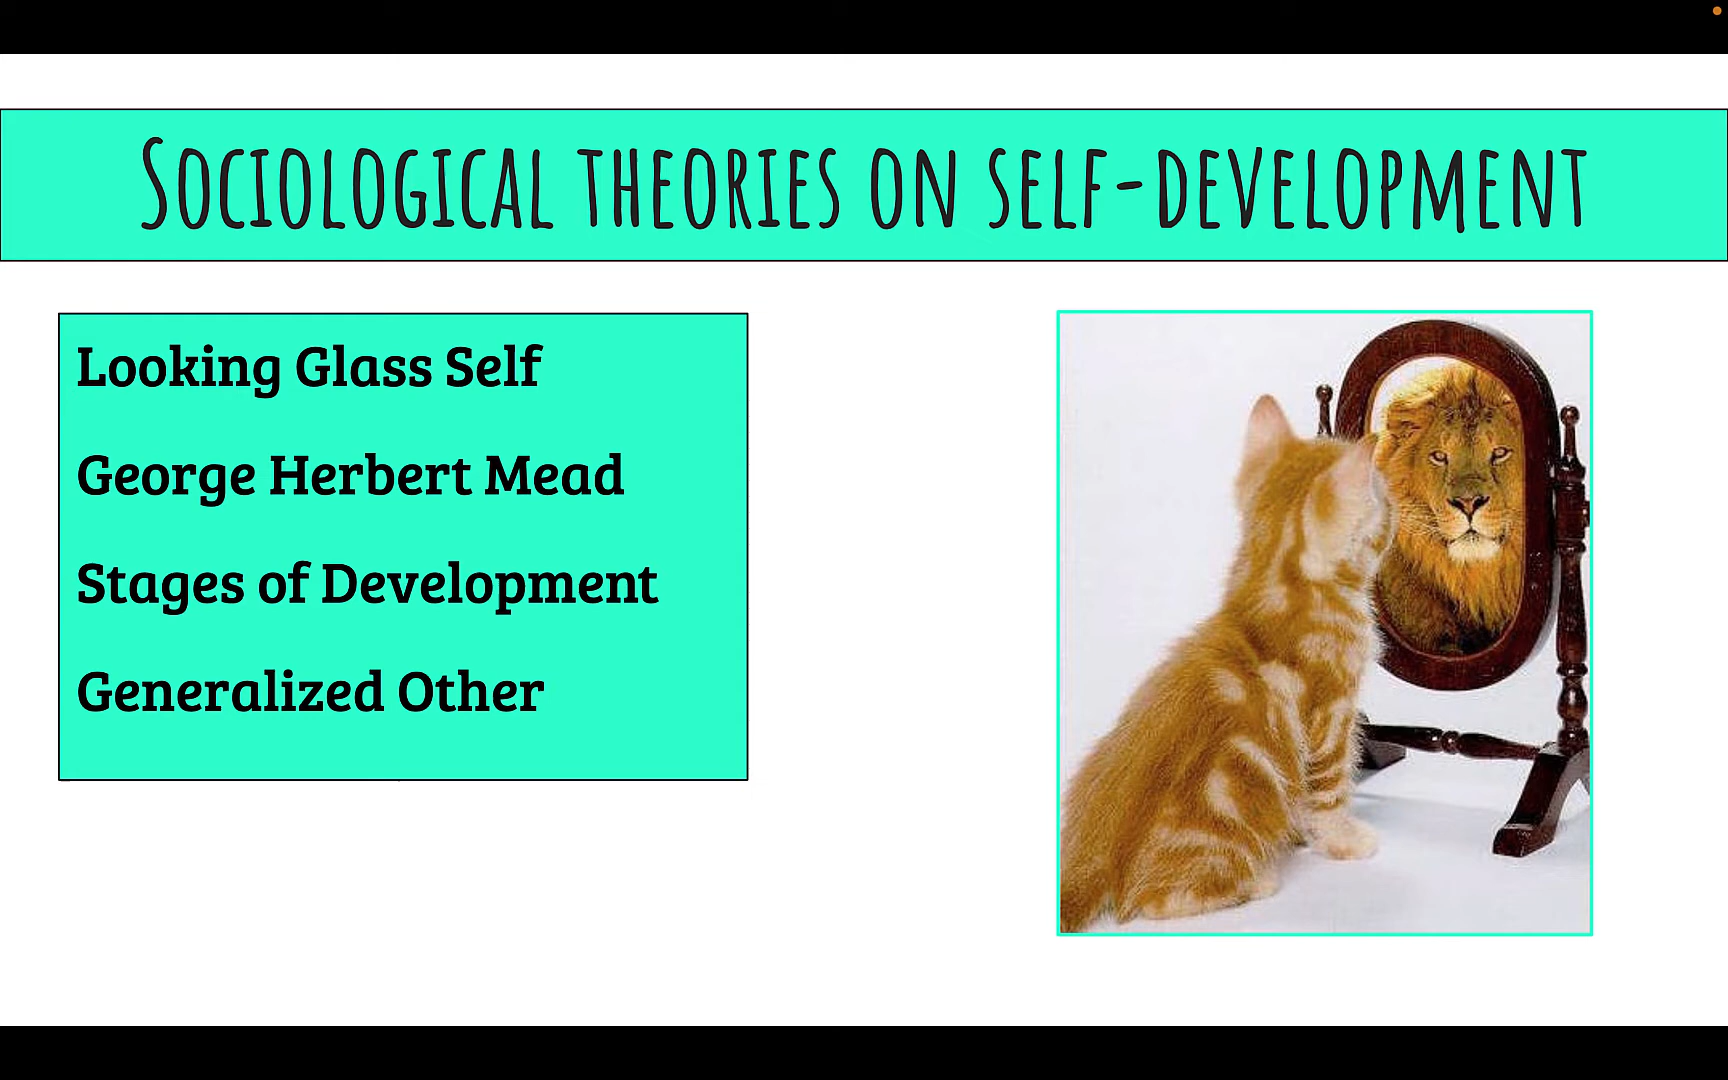 Sociological theories on self-development
Looking Glass Self
George Herbert Mead
Stages of Development
Generalized Other